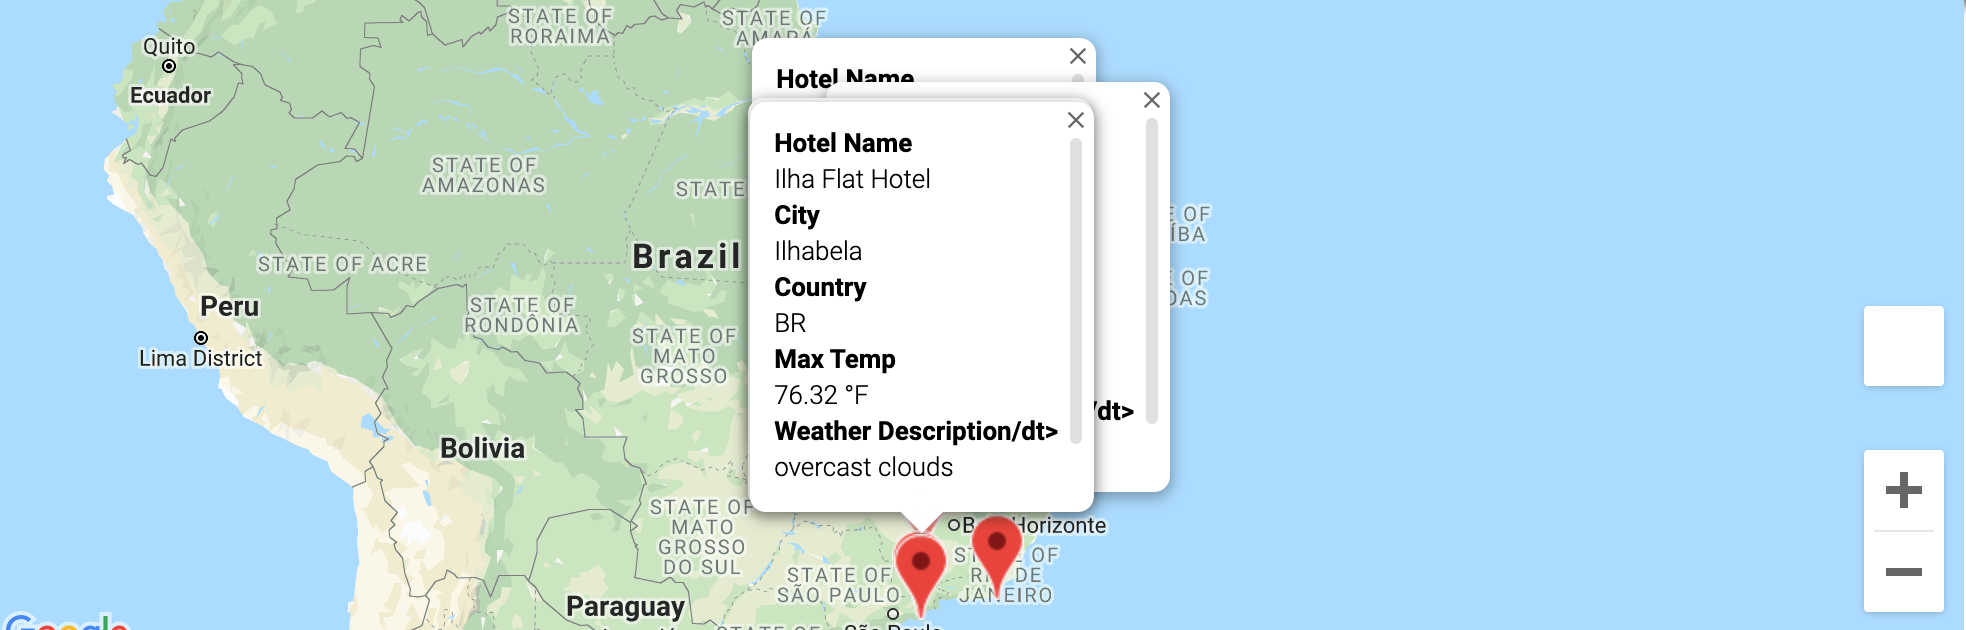 STATE OF
RORAIMA
STATE OF
AMAPÁ
Quito
Ecuador
Hotel Name
Hotel Name
Ilha Flat Hotel
City
Ilhabela
Country
BR
Max Temp
76.32 °F
Weather Description/dt>
overcast clouds
/dt>
STATE OF
AMAZONAS
STATE
E OF
ÍBA
Brazil
STATE OF ACRE
E OF
OAS
Peru
STATE OF
RONDÔNIA
Lima District
STATE OF
MATO
GROSSO
Bolivia
STATE OF
MATO
GROSSO
DO SUL
Horizonte
OF
DE
JANEIRO
STATE OF
SÃO PAULO
Paraguay
São Paulo
STATE OF
Google